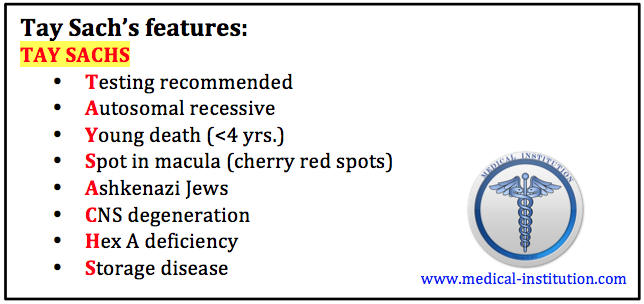 Tay Sach's features:
TAY SACHS
• Testing recommended
• Autosomal recessive
• Young death (<4 yrs.)
• Spot in macula (cherry red spots)
• Ashkenazi Jews
• CNS degeneration
• Hex A deficiency
• Storage disease
MEDICAL INSTITUTION
www.medical-institution.com